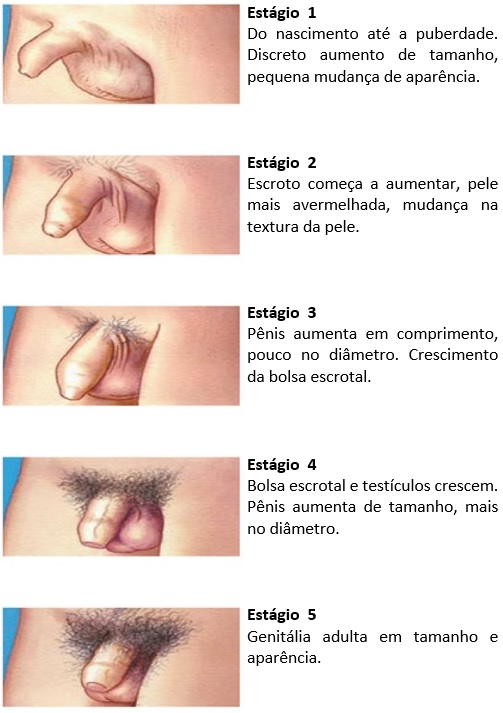 Estágio 1
Do nascimento até a puberdade.
Discreto aumento de tamanho,
pequena mudança de aparência.
Estágio 2
Escroto começa a aumentar, pele
mais avermelhada, mudança na
textura da pele.
Estágio 3
Pênis aumenta em comprimento,
pouco no diâmetro. Crescimento
da bolsa escrotal.
Estágio 4
Bolsa escrotal e testículos crescem.
Pênis aumenta de tamanho, mais
no diâmetro.
Estágio 5
Genitália adulta em tamanho e
aparência.